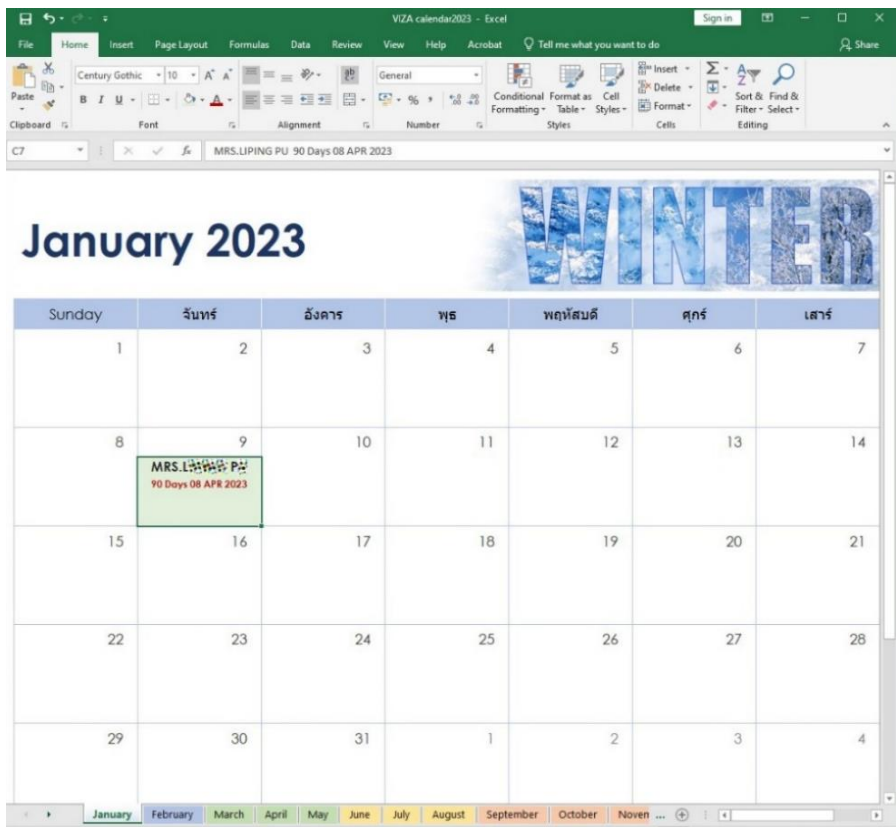 VIZA calendar2023 - Excel
Sign in
File Home Insert Page Layout Formulas Data Review View Help Acrobat Tell me what you want to do Share
Century Gothic 10 A A General
Paste B I U A % , Conditional Formatting Format as Table Cell Styles Insert Delete Format Sort & Filter Find & Select
Clipboard Font Alignment Number Styles Cells Editing
C7 fx MRS.LIPING PU 90 Days 08 APR 2023
January 2023 WINTER
Sunday จันทร์ อังคาร พุธ พฤหัสบดี ศุกร์ เสาร์
1 2 3 4 5 6 7
8 9 10 11 12 13 14
90 Days 08 APR 2023
15 16 17 18 19 20 21
22 23 24 25 26 27 28
29 30 31 1 2 3 4
January February March April May June July August September October Noven ...